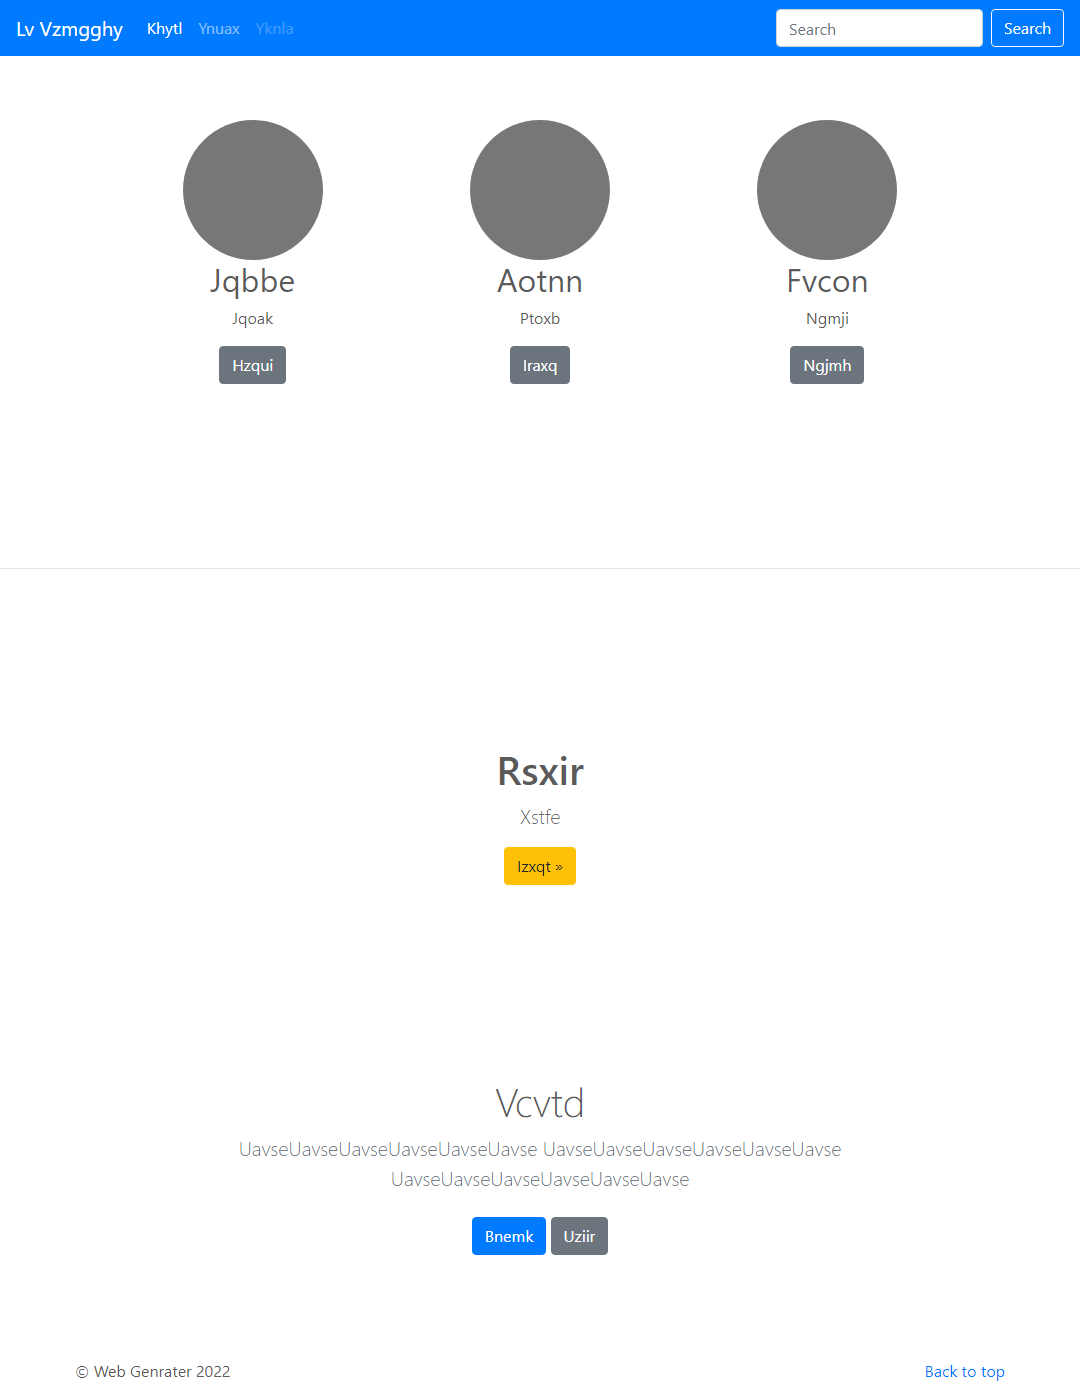 Lv Vzmgghy Khytl Ynuax Yknla Search Search
Jqbbe Aotnn Fvcon
Jqoak Ptoxb Ngmji
Hzqui Iraxq Ngjmh
Rsxir
Xstfe
Izxqt »
Vcvtd
UavseUavseUavseUavseUavseUavse UavseUavseUavseUavseUavseUavse
UavseUavseUavseUavseUavseUavse
Bnemk Uziir
© Web Genrater 2022 Back to top